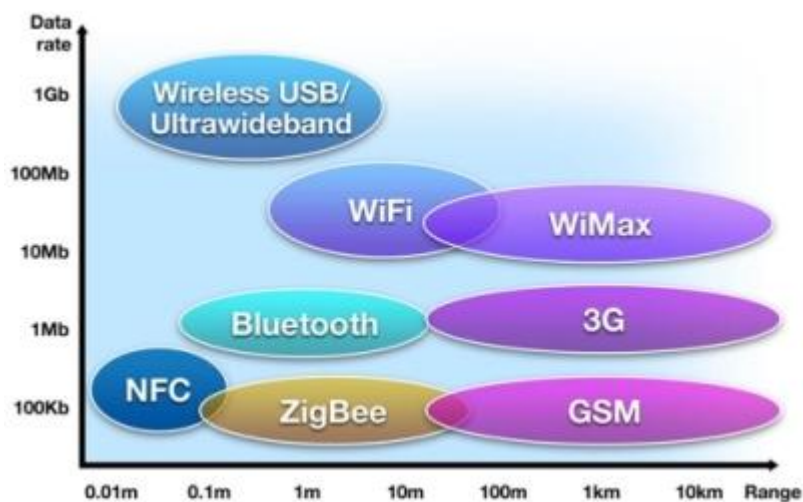 Data
rate
1Gb
Wireless USB/
Ultrawideband
100Mb
WiFi
WiMax
10Mb
Bluetooth
3G
1Mb
NFC
ZigBee
GSM
100Kb
0.01m 0.1m 1m 10m 100m 1km 10km Range